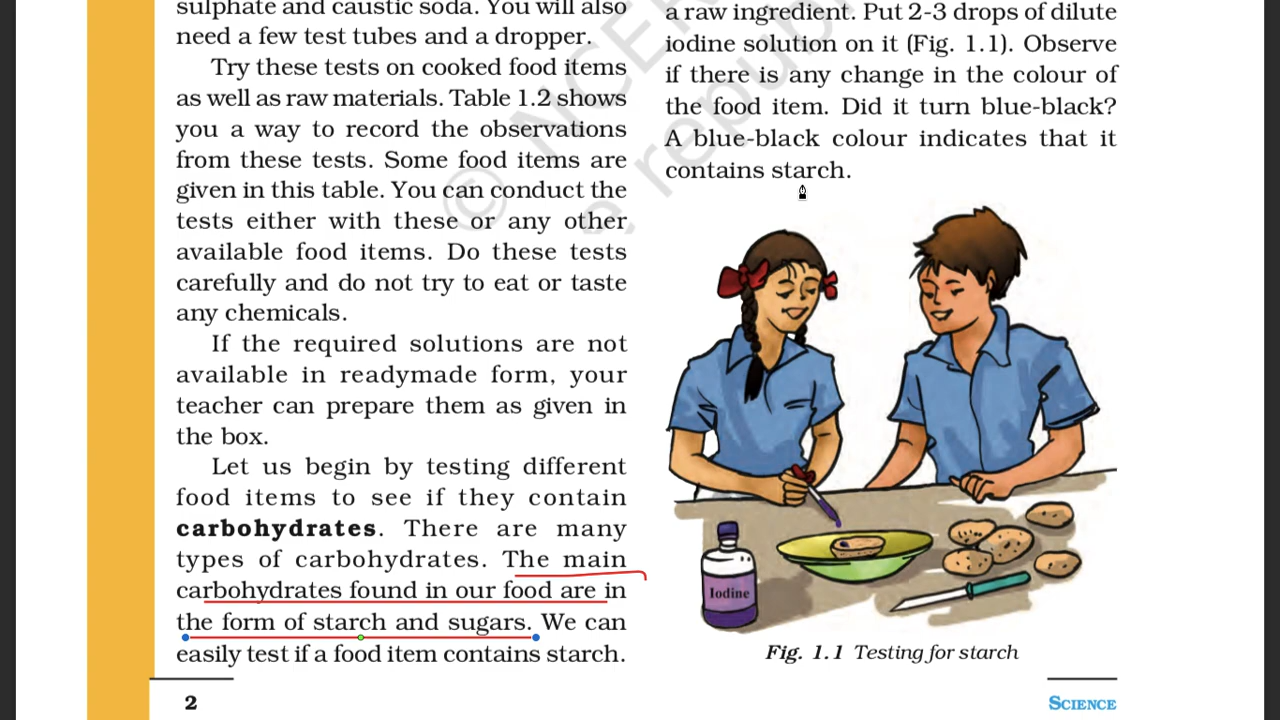 sulphate and caustic soda. You will also
need a few test tubes and a dropper.
Try these tests on cooked food items
as well as raw materials. Table 1.2 shows
you a way to record the observations
from these tests. Some food items are
given in this table. You can conduct the
tests either with these or any other
available food items. Do these tests
carefully and do not try to eat or taste
any chemicals.
If the required solutions are not
available in readymade form, your
teacher can prepare them as given in
the box.
Let us begin by testing different
food items to see if they contain
carbohydrates. There are many
types of carbohydrates. The main
carbohydrates found in our food are in
the form of starch and sugars. We can
easily test if a food item contains starch.
a raw ingredient. Put 2-3 drops of dilute
iodine solution on it (Fig. 1.1). Observe
if there is any change in the colour of
the food item. Did it turn blue-black?
A blue-black colour indicates that it
contains starch.
Iodine
Fig. 1.1 Testing for starch
2
SCIENCE